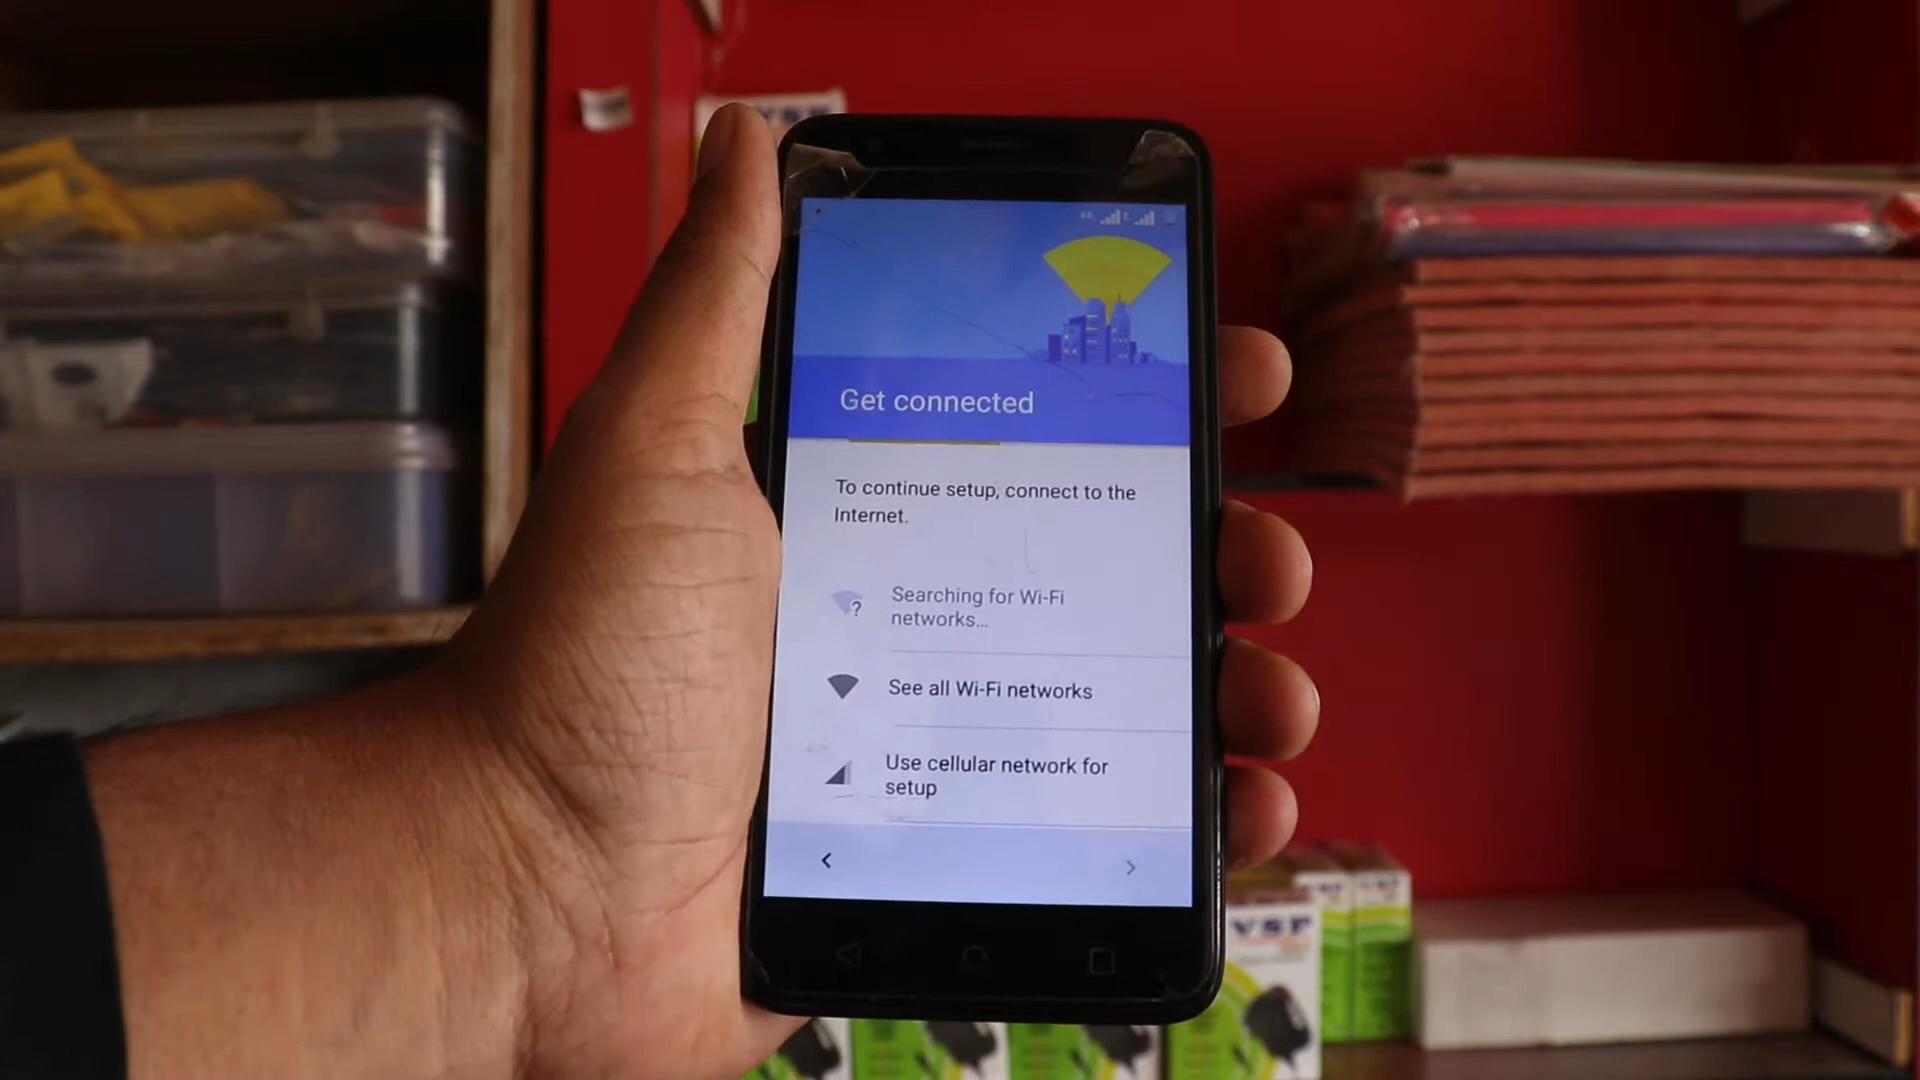 Get connected
To continue setup, connect to the
Internet.
Searching for Wi-Fi
networks...
See all Wi-Fi networks
Use cellular network for
setup
VSP